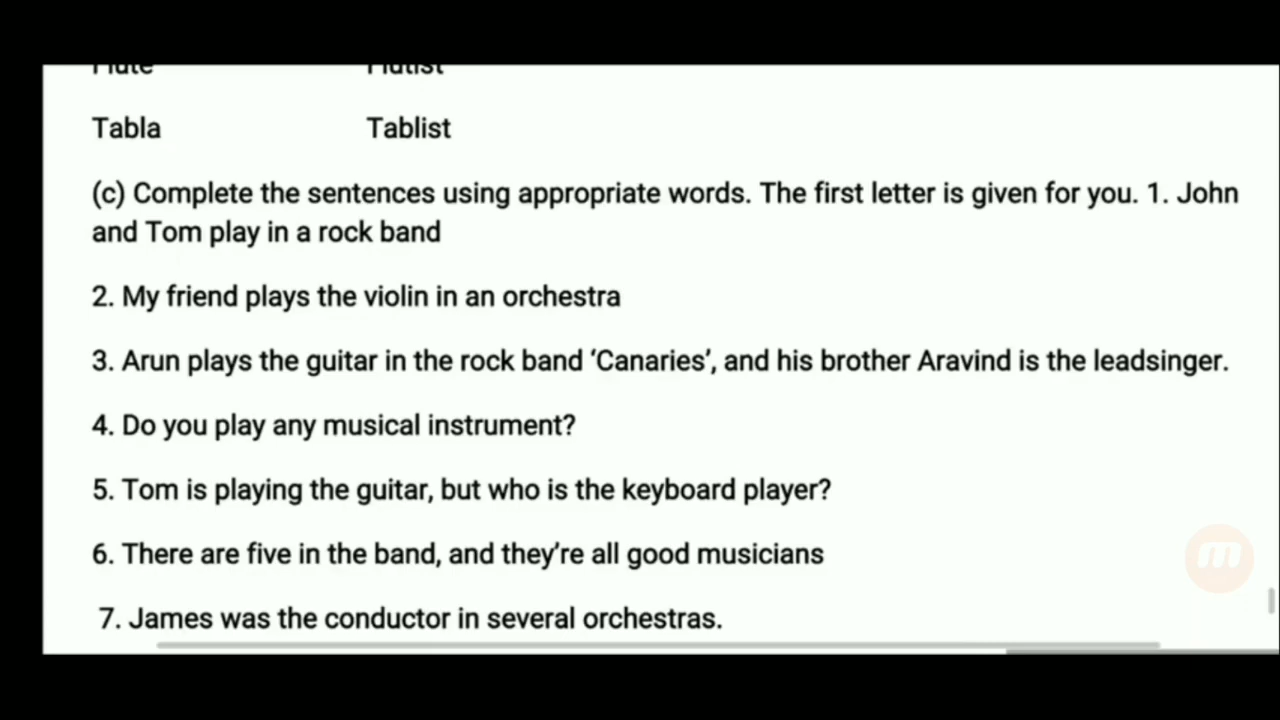 Flute Flutist
Tabla Tablist
(c) Complete the sentences using appropriate words. The first letter is given for you. 1. John
and Tom play in a rock band
2. My friend plays the violin in an orchestra
3. Arun plays the guitar in the rock band ‘Canaries’, and his brother Aravind is the leadsinger.
4. Do you play any musical instrument?
5. Tom is playing the guitar, but who is the keyboard player?
6. There are five in the band, and they’re all good musicians
7. James was the conductor in several orchestras.